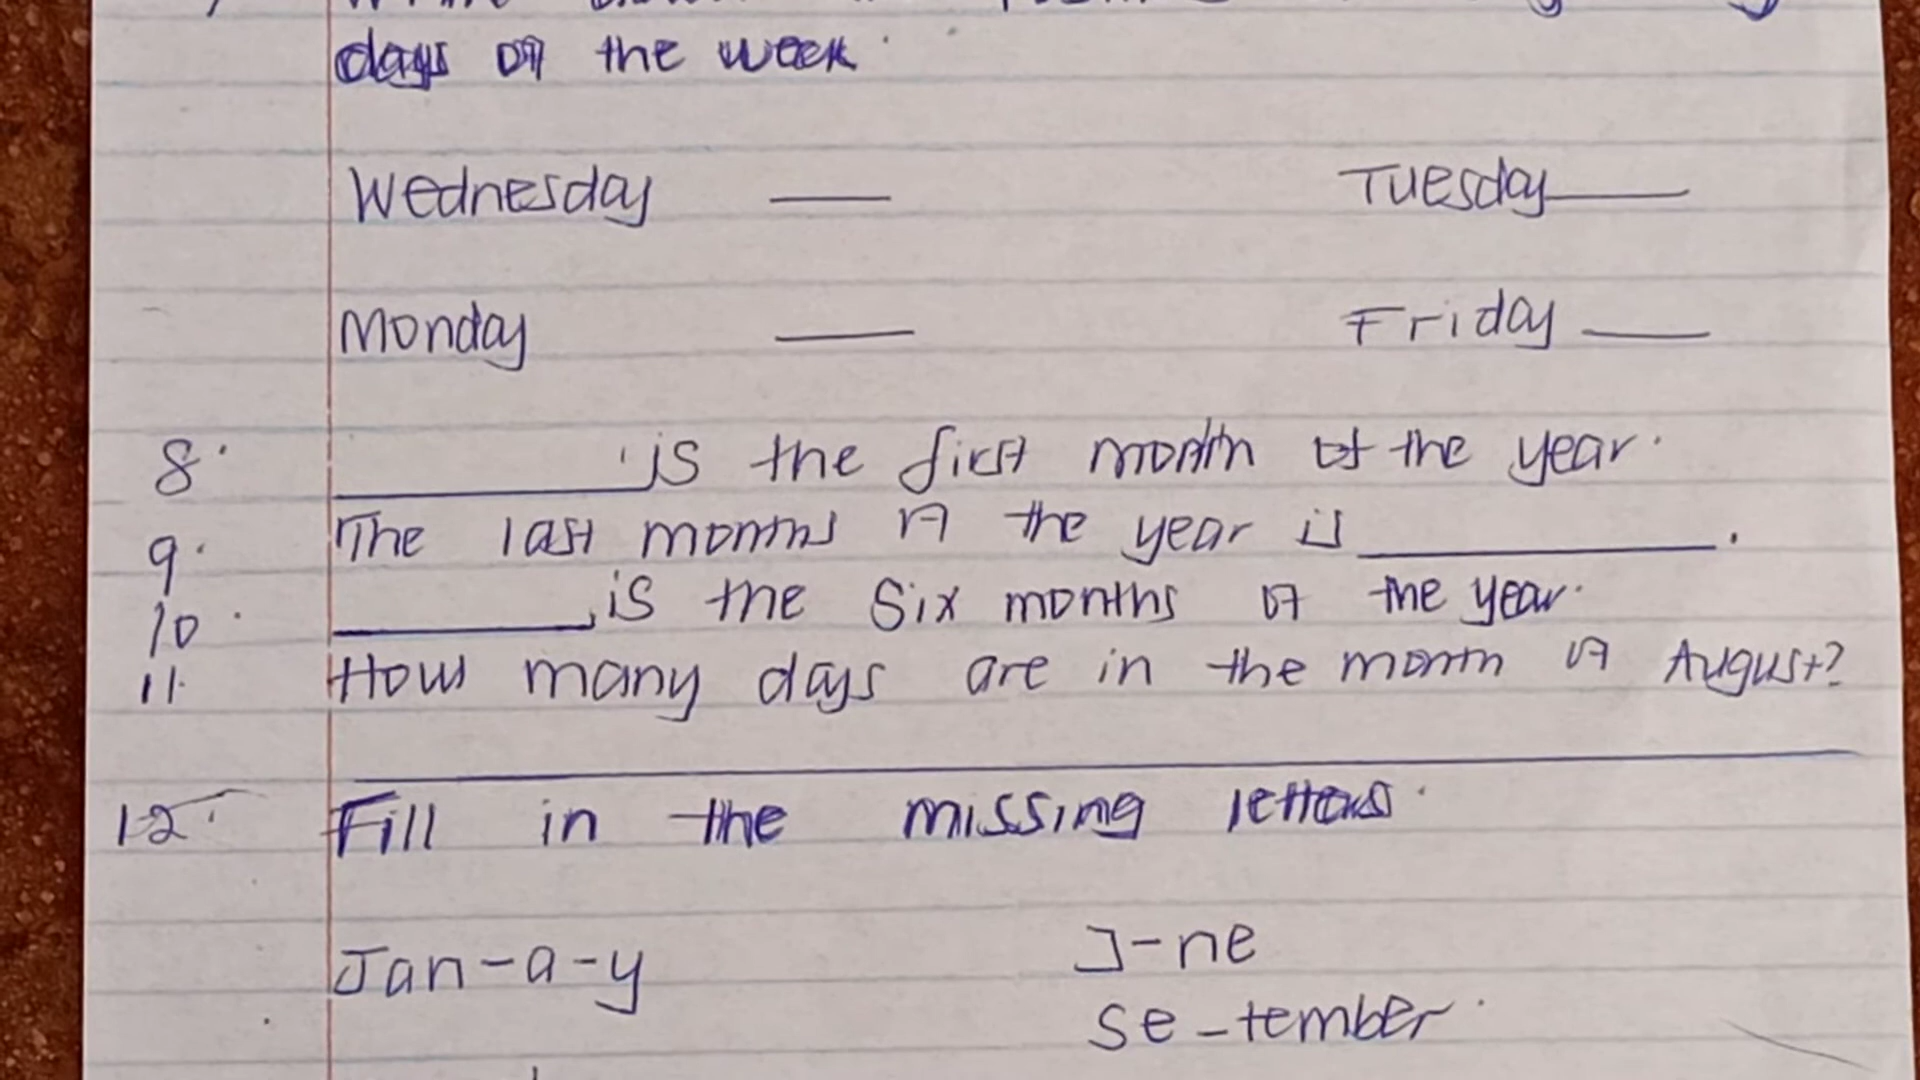 days of the week.
Wednesday ___ Tuesday ___
Monday ___ Friday ___
8. ___ is the first month of the year.
9. The last months of the year is ___.
10. ___ is the Six months of the year.
11. How many days are in the month of August?
12. Fill in the missing letters.
Jan-a-y J-ne
Se-tember.